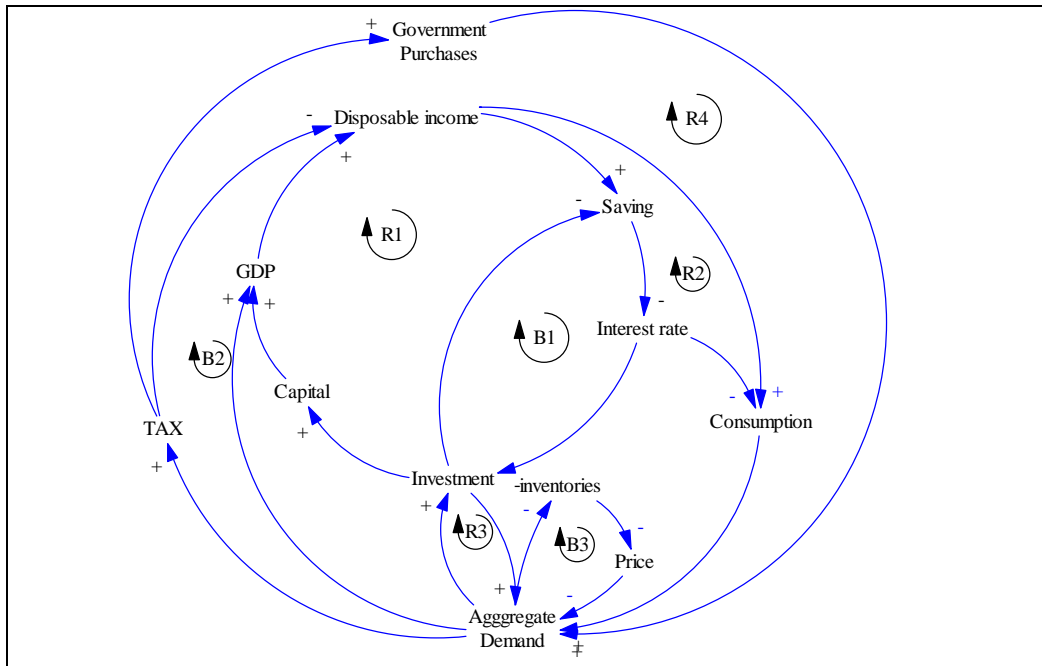 +
Government
Purchases
-
Disposable income
+
R4
+
-
Saving
R1
GDP
+
+
R2
-
Interest rate
B1
B2
Capital
+
-
+
Consumption
TAX
+
Investment
-inventories
+
-
-
R3
B3
Price
+
-
Agggregate
Demand
+
+